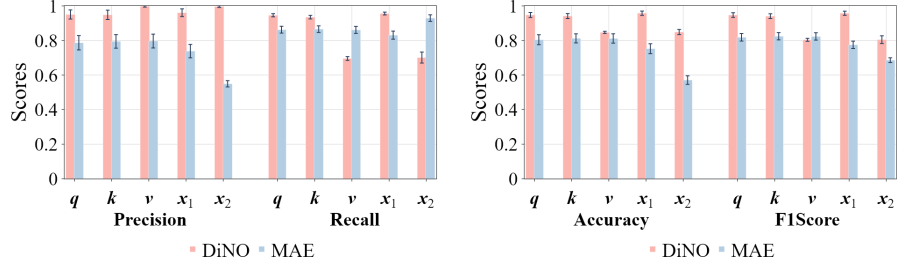 Scores
1
0.8
0.6
0.4
0.2
0
q k v x1 x2 q k v x1 x2
Precision Recall
DiNO MAE
Scores
1
0.8
0.6
0.4
0.2
0
q k v x1 x2 q k v x1 x2
Accuracy F1Score
DiNO MAE